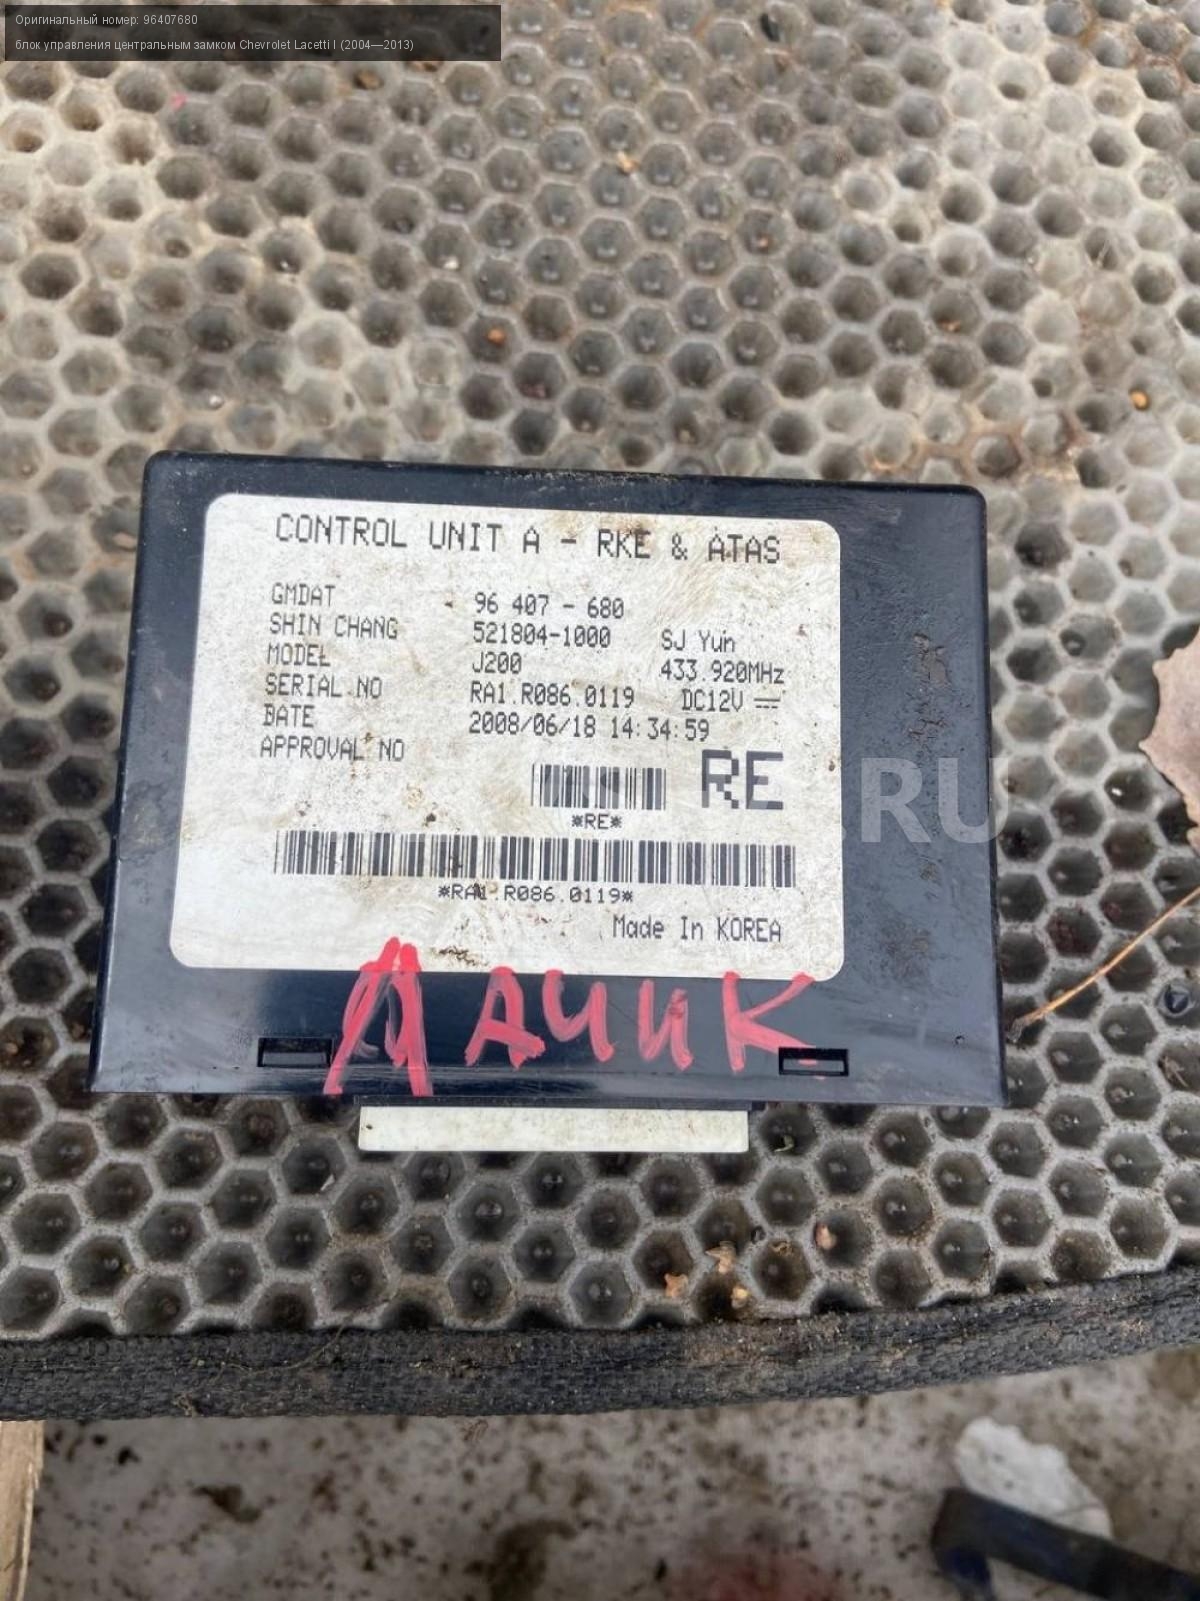 Оригинальный номер: 96407680
блок управления центральным замком Chevrolet Lacetti I (2004—2013)
CONTROL UNIT A - RKE & ATAS
GMDAT 96 407 - 680
SHIN CHANG 521804-1000 SJ Yun
MODEL J200 433.920MHz
SERIAL NO RA1.R086.0119 DC12V
DATE 2008/06/18 14:34:59
APPROVAL NO
RE
*RE*
.RU
*RA1.R086.0119*
Made In KOREA
ДАЧИК